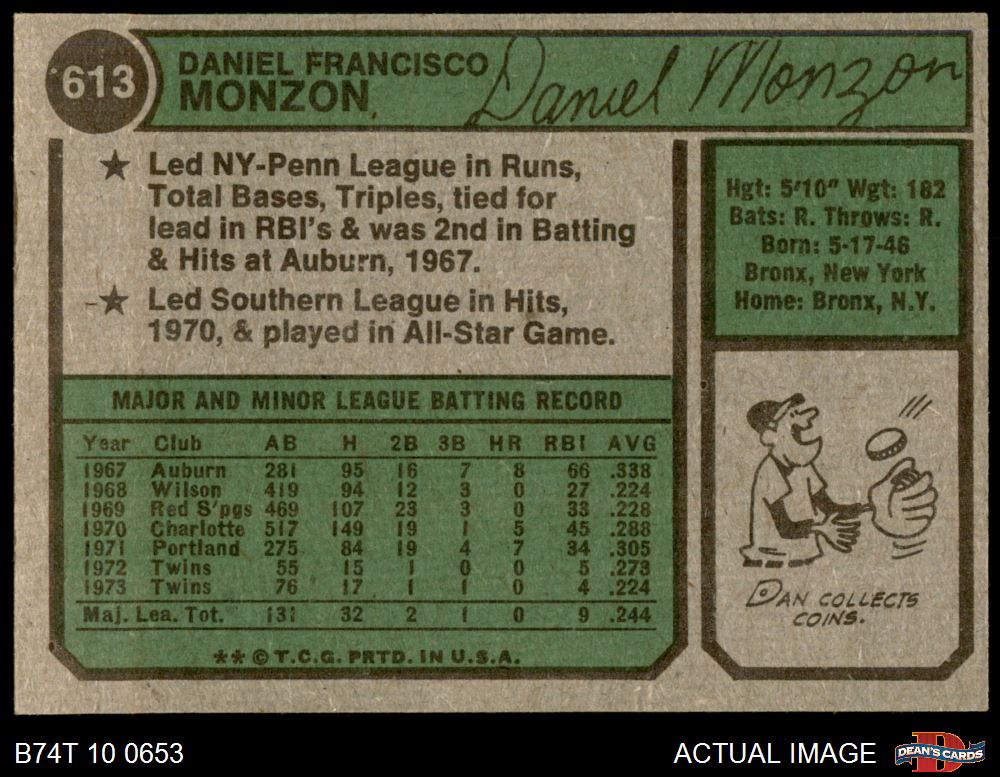 613
DANIEL FRANCISCO
MONZON
Daniel Monzon
★ Led NY-Penn League in Runs,
Total Bases, Triples, tied for
lead in RBI's & was 2nd in Batting
& Hits at Auburn, 1967.
★ Led Southern League in Hits,
1970, & played in All-Star Game.
MAJOR AND MINOR LEAGUE BATTING RECORD
Year Club AB H 2B 3B HR RBI AVG
1967 Auburn 281 95 16 7 8 66 .338
1968 Wilson 419 94 12 3 0 27 .224
1969 Red S'pgs 469 107 23 3 0 33 .228
1970 Charlotte 517 149 19 1 5 45 .288
1971 Portland 275 84 19 4 7 34 .305
1972 Twins 55 15 1 0 0 5 .273
1973 Twins 76 17 1 1 0 4 .224
Maj. Lea. Tot. 131 32 2 1 0 9 .244
** © T.C.G. PRTD. IN U.S.A.
Hgt: 5'10" Wgt: 182
Bats: R. Throws: R.
Born: 5-17-46
Bronx, New York
Home: Bronx, N.Y.
DAN COLLECTS
COINS.
B74T 10 0653
ACTUAL IMAGE
DEAN'S CARDS